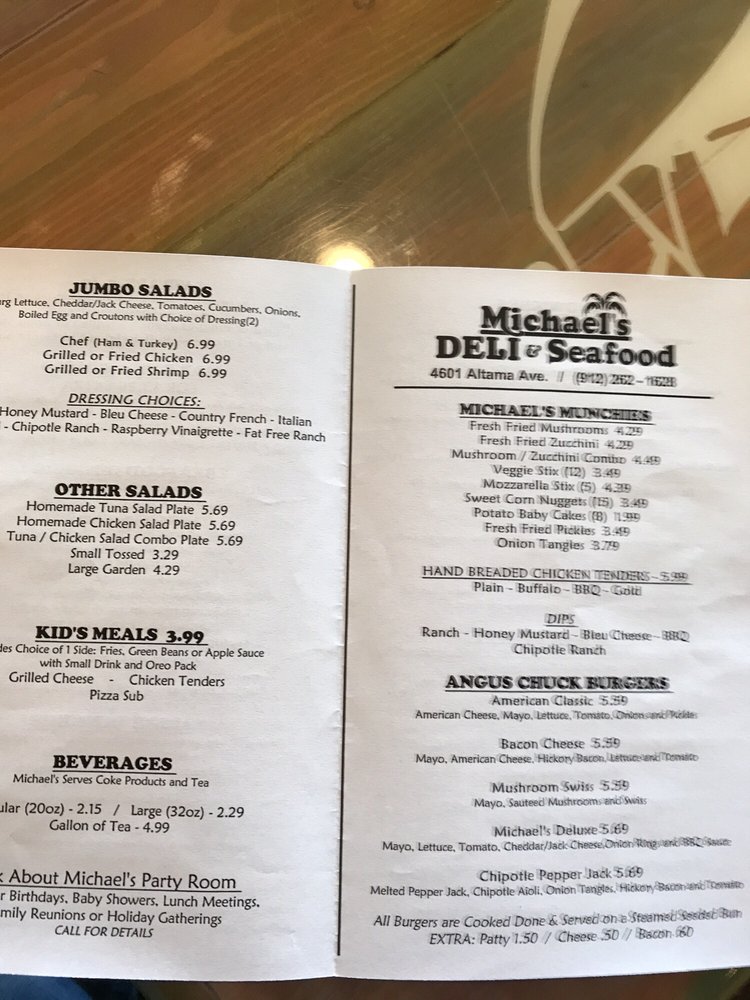 JUMBO SALADS
Lettuce, Cheddar/Jack Cheese, Tomatoes, Cucumbers, Onions,
Boiled Egg and Croutons with Choice of Dressing(2)
Chef (Ham & Turkey) 6.99
Grilled or Fried Chicken 6.99
Grilled or Fried Shrimp 6.99
DRESSING CHOICES:
Honey Mustard - Bleu Cheese - Country French - Italian
- Chipotle Ranch - Raspberry Vinaigrette - Fat Free Ranch
OTHER SALADS
Homemade Tuna Salad Plate 5.69
Homemade Chicken Salad Plate 5.69
Tuna / Chicken Salad Combo Plate 5.69
Small Tossed 3.29
Large Garden 4.29
KID'S MEALS 3.99
Choice of 1 Side: Fries, Green Beans or Apple Sauce
with Small Drink and Oreo Pack
Grilled Cheese - Chicken Tenders
Pizza Sub
BEVERAGES
Michael's Serves Coke Products and Tea
(20oz) - 2.15 / Large (32oz) - 2.29
Gallon of Tea - 4.99
About Michael's Party Room
Birthdays, Baby Showers, Lunch Meetings,
Reunions or Holiday Gatherings
CALL FOR DETAILS
Michael's
DELI & Seafood
4601 Altama Ave. // (912) 262-1628
MICHAEL'S MUNCHIES
Fresh Fried Mushrooms 4.29
Fresh Fried Zucchini 4.29
Mushroom / Zucchini Combo 4.49
Veggie Stix (12) 3.49
Mozzarella Stix (5) 4.39
Sweet Corn Nuggets (15) 3.49
Potato Baby Cakes (8) 1.99
Fresh Fried Pickles 3.49
Onion Tangles 3.79
HAND BREADED CHICKEN TENDERS - 5.99
Plain - Buffalo - BBQ - Gold
DIPS
Ranch - Honey Mustard - Bleu Cheese - BBQ
Chipotle Ranch
ANGUS CHUCK BURGERS
American Classic 5.59
American Cheese, Mayo, Lettuce, Tomato, Onions and Pickles
Bacon Cheese 5.59
Mayo, American Cheese, Hickory Bacon, Lettuce and Tomato
Mushroom Swiss 5.59
Mayo, Sauteed Mushrooms and Swiss
Michael's Deluxe 5.69
Mayo, Lettuce, Tomato, Cheddar/Jack Cheese, Onion Rings and BBQ Sauce
Chipotle Pepper Jack 5.69
Melted Pepper Jack, Chipotle Aioli, Onion Tangles, Hickory Bacon and Tomato
All Burgers are Cooked Done & Served on a Steamed Seeded Bun
EXTRA: Patty 1.50 // Cheese .50 // Bacon .60